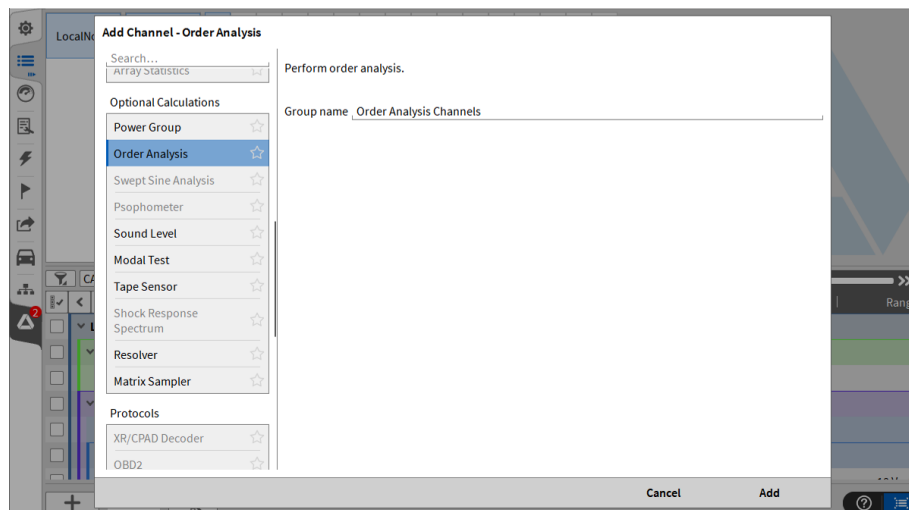 LocalNo
Add Channel - Order Analysis
Search...
Array Statistics
Perform order analysis.
Optional Calculations
Group name Order Analysis Channels
Power Group
Order Analysis
Swept Sine Analysis
Psophometer
Sound Level
Modal Test
Tape Sensor
Shock Response
Spectrum
Resolver
Matrix Sampler
Protocols
XR/CPAD Decoder
OBD2
Cancel
Add
CA
2
L
Rang
?